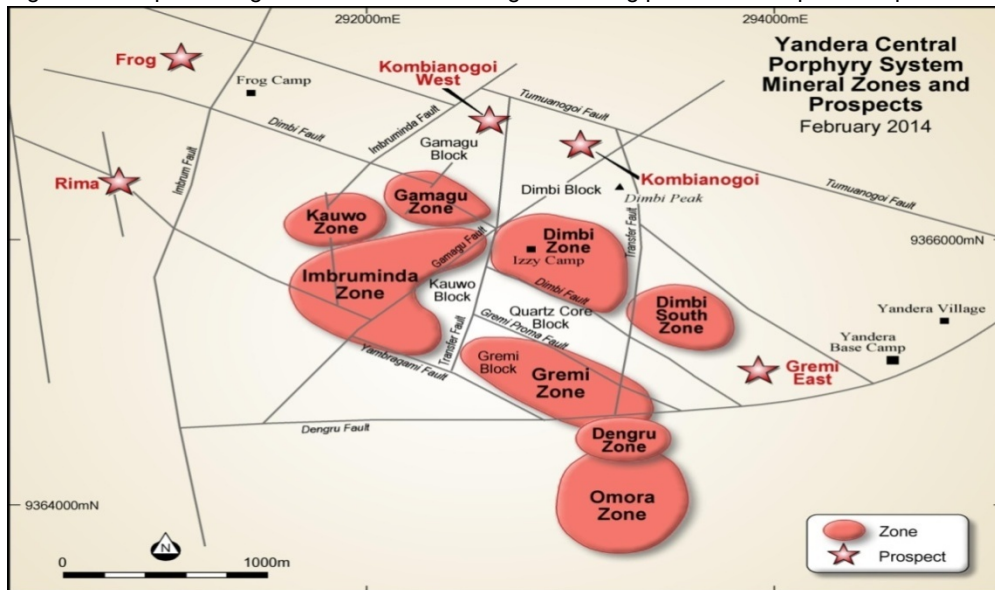 292000mE
294000mE
Yandera Central
Porphyry System
Mineral Zones and
Prospects
February 2014
Frog
Frog Camp
Kombianogoi
West
Tumuanogoi Fault
Imbruminda Fault
Dimbi Fault
Gamagu
Block
Imbrum Fault
Rima
Kombianogoi
Dimbi Block
Dimbi Peak
Tumuanogoi Fault
Gamagu
Zone
Kauwo
Zone
Transfer Fault
Dimbi
Zone
Izzy Camp
9366000mN
Gamagu Fault
Imbruminda
Zone
Kauwo
Block
Dimbi Fault
Dimbi
South
Zone
Quartz Core
Block
Gremi Proma Fault
Yandera Village
Yandera
Base Camp
Transfer Fault
Yambragami Fault
Gremi
Block
Gremi
Zone
Gremi
East
Dengru Fault
Dengru
Zone
Omora
Zone
9364000mN
N
0 1000m
Zone
Prospect